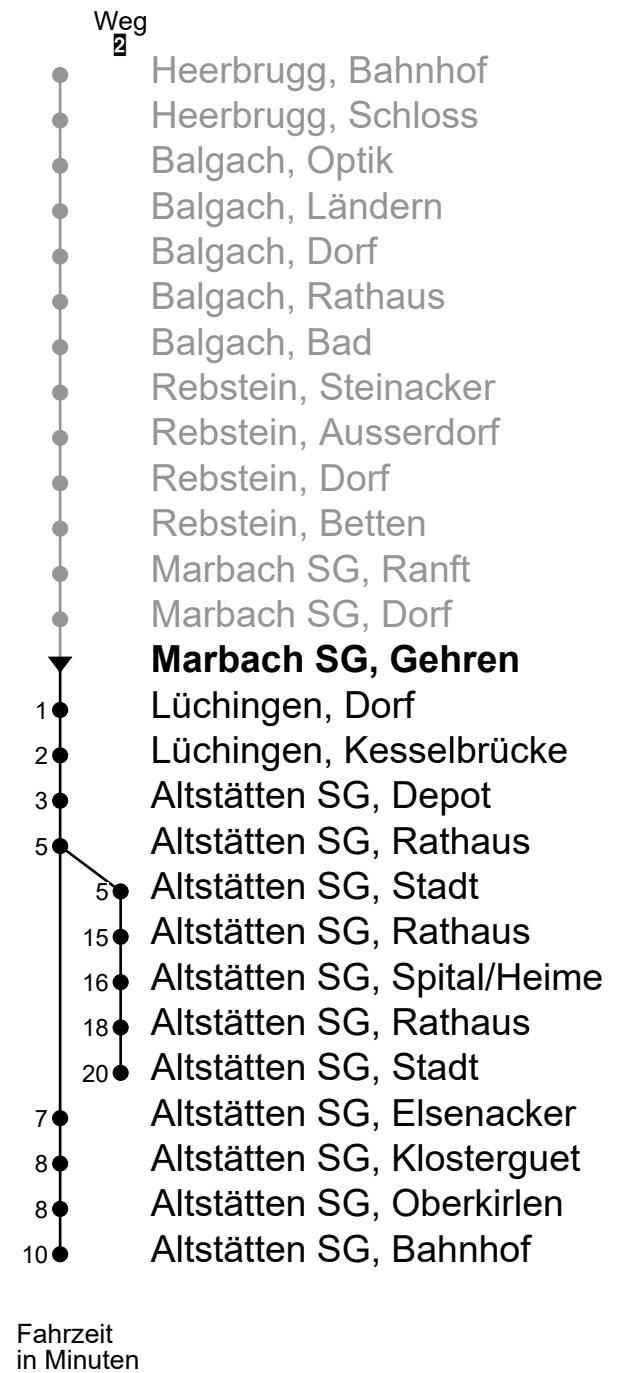 Weg
2
Heerbrugg, Bahnhof
Heerbrugg, Schloss
Balgach, Optik
Balgach, Ländern
Balgach, Dorf
Balgach, Rathaus
Balgach, Bad
Rebstein, Steinacker
Rebstein, Ausserdorf
Rebstein, Dorf
Rebstein, Betten
Marbach SG, Ranft
Marbach SG, Dorf
Marbach SG, Gehren
1 Lüchingen, Dorf
2 Lüchingen, Kesselbrücke
3 Altstätten SG, Depot
5 Altstätten SG, Rathaus
5 Altstätten SG, Stadt
15 Altstätten SG, Rathaus
16 Altstätten SG, Spital/Heime
18 Altstätten SG, Rathaus
20 Altstätten SG, Stadt
7 Altstätten SG, Elsenacker
8 Altstätten SG, Klosterguet
8 Altstätten SG, Oberkirlen
10 Altstätten SG, Bahnhof
Fahrzeit
in Minuten